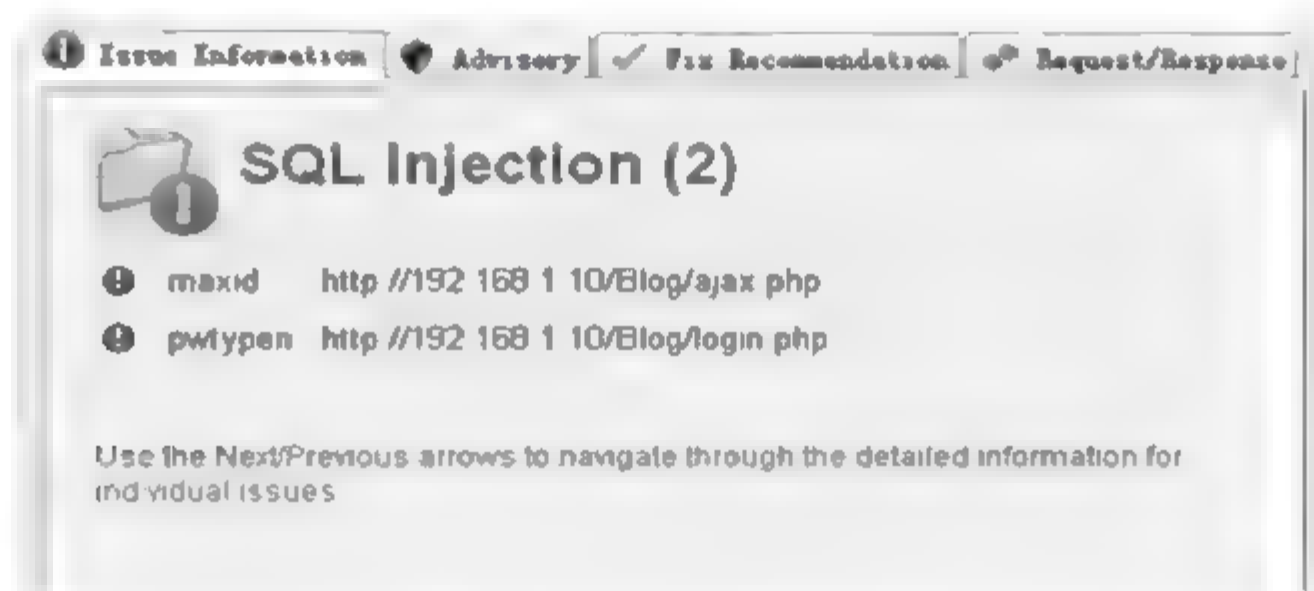 Issue Information Advisory Fix Recommendation Request/Response
SQL Injection (2)
maxid http://192.168.1.10/Blog/ajax.php
pwtypen http://192.168.1.10/Blog/login.php
Use the Next/Previous arrows to navigate through the detailed information for
individual issues